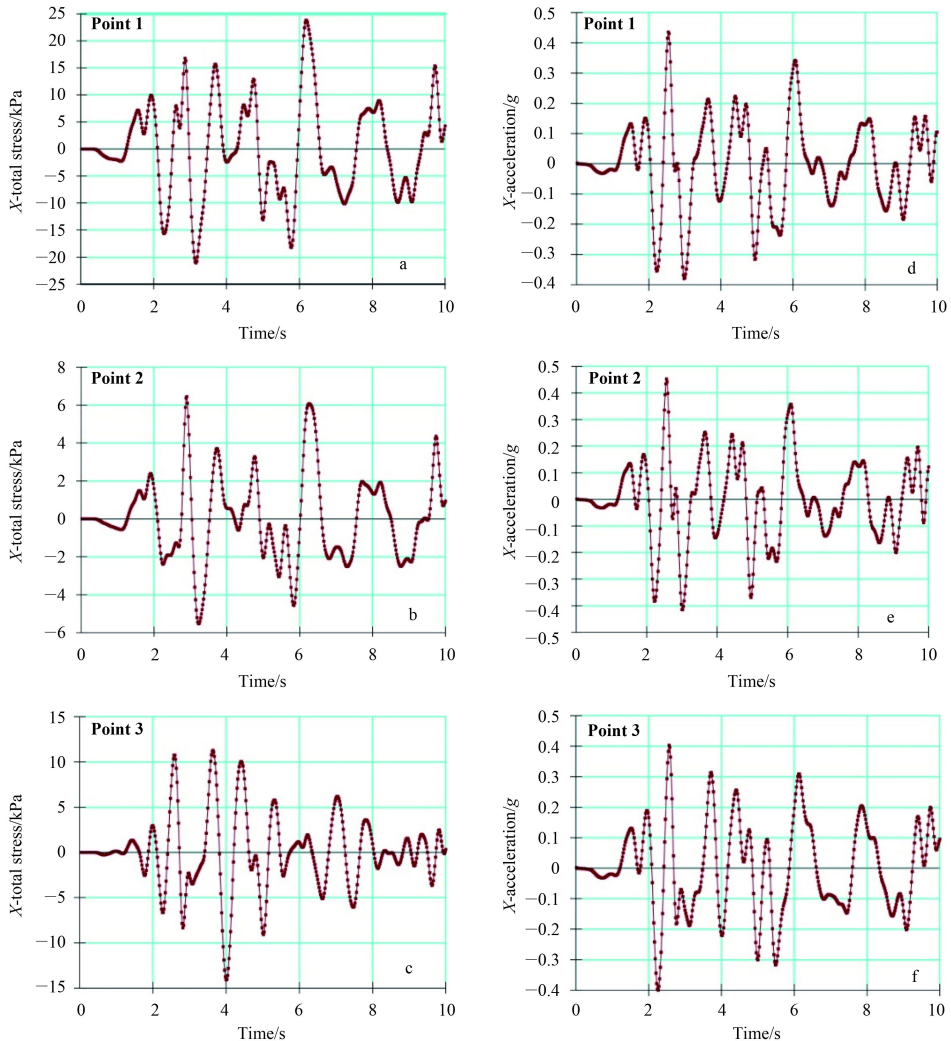 Point 1
X-total stress/kPa
25
20
15
10
5
0
−5
−10
−15
−20
−25
a
0 2 4 6 8 10
Time/s
Point 1
X-acceleration/g
0.5
0.4
0.3
0.2
0.1
0
−0.1
−0.2
−0.3
−0.4
d
0 2 4 6 8 10
Time/s
Point 2
X-total stress/kPa
8
6
4
2
0
−2
−4
−6
b
0 2 4 6 8 10
Time/s
Point 2
X-acceleration/g
0.5
0.4
0.3
0.2
0.1
0
−0.1
−0.2
−0.3
−0.4
−0.5
e
0 2 4 6 8 10
Time/s
Point 3
X-total stress/kPa
15
10
5
0
−5
−10
−15
c
0 2 4 6 8 10
Time/s
Point 3
X-acceleration/g
0.5
0.4
0.3
0.2
0.1
0
−0.1
−0.2
−0.3
−0.4
f
0 2 4 6 8 10
Time/s